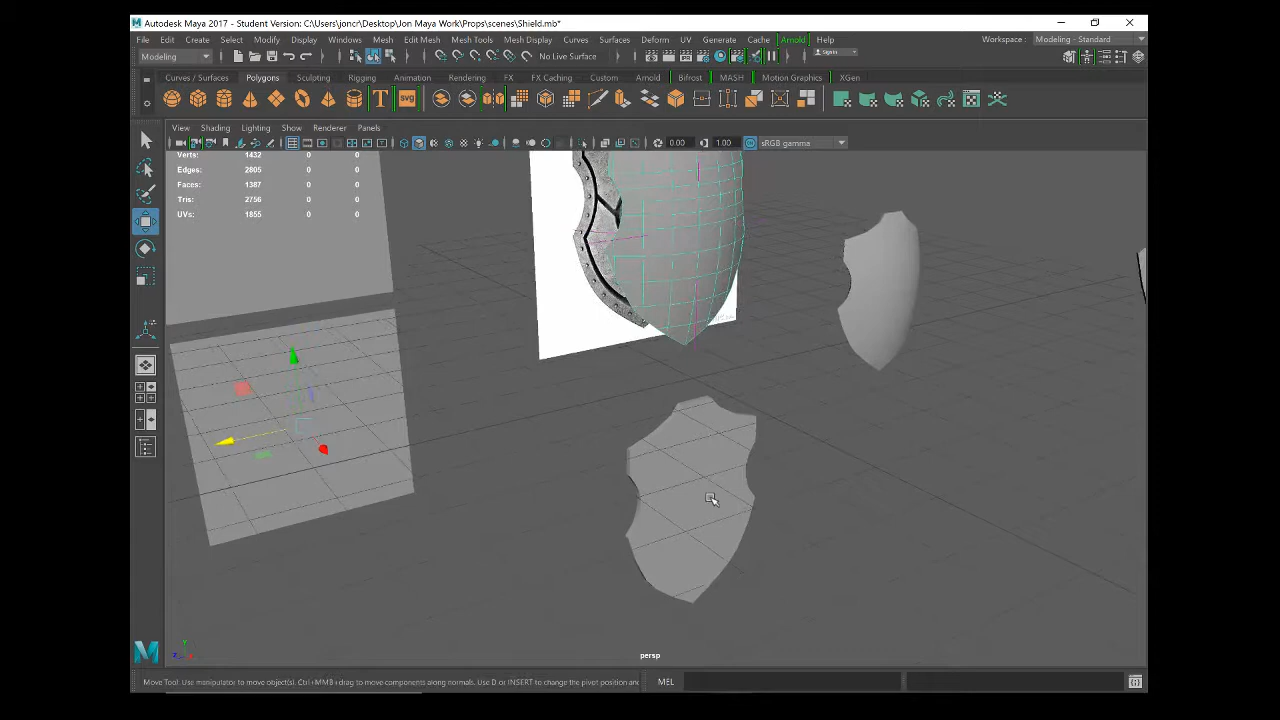 Autodesk Maya 2017 - Student Version: C:\Users\joncr\Desktop\Jon Maya Work\Props\scenes\Shield.mb*
File Edit Create Select Modify Display Windows Mesh Edit Mesh Mesh Tools Mesh Display Curves Surfaces Deform UV Generate Cache Arnold Help Workspace : Modeling - Standard
Modeling No Live Surface Sign In
Curves / Surfaces Polygons Sculpting Rigging Animation Rendering FX FX Caching Custom Arnold Bifrost MASH Motion Graphics XGen
T svg
View Shading Lighting Show Renderer Panels
0.00 1.00 sRGB gamma
Verts: 1432 0 0
Edges: 2805 0 0
Faces: 1387 0 0
Tris: 2756 0 0
UVs: 1855 0 0
persp
Move Tool: Use manipulator to move object(s). Ctrl+MMB+drag to move components along normals. Use D or INSERT to change the pivot position and
MEL